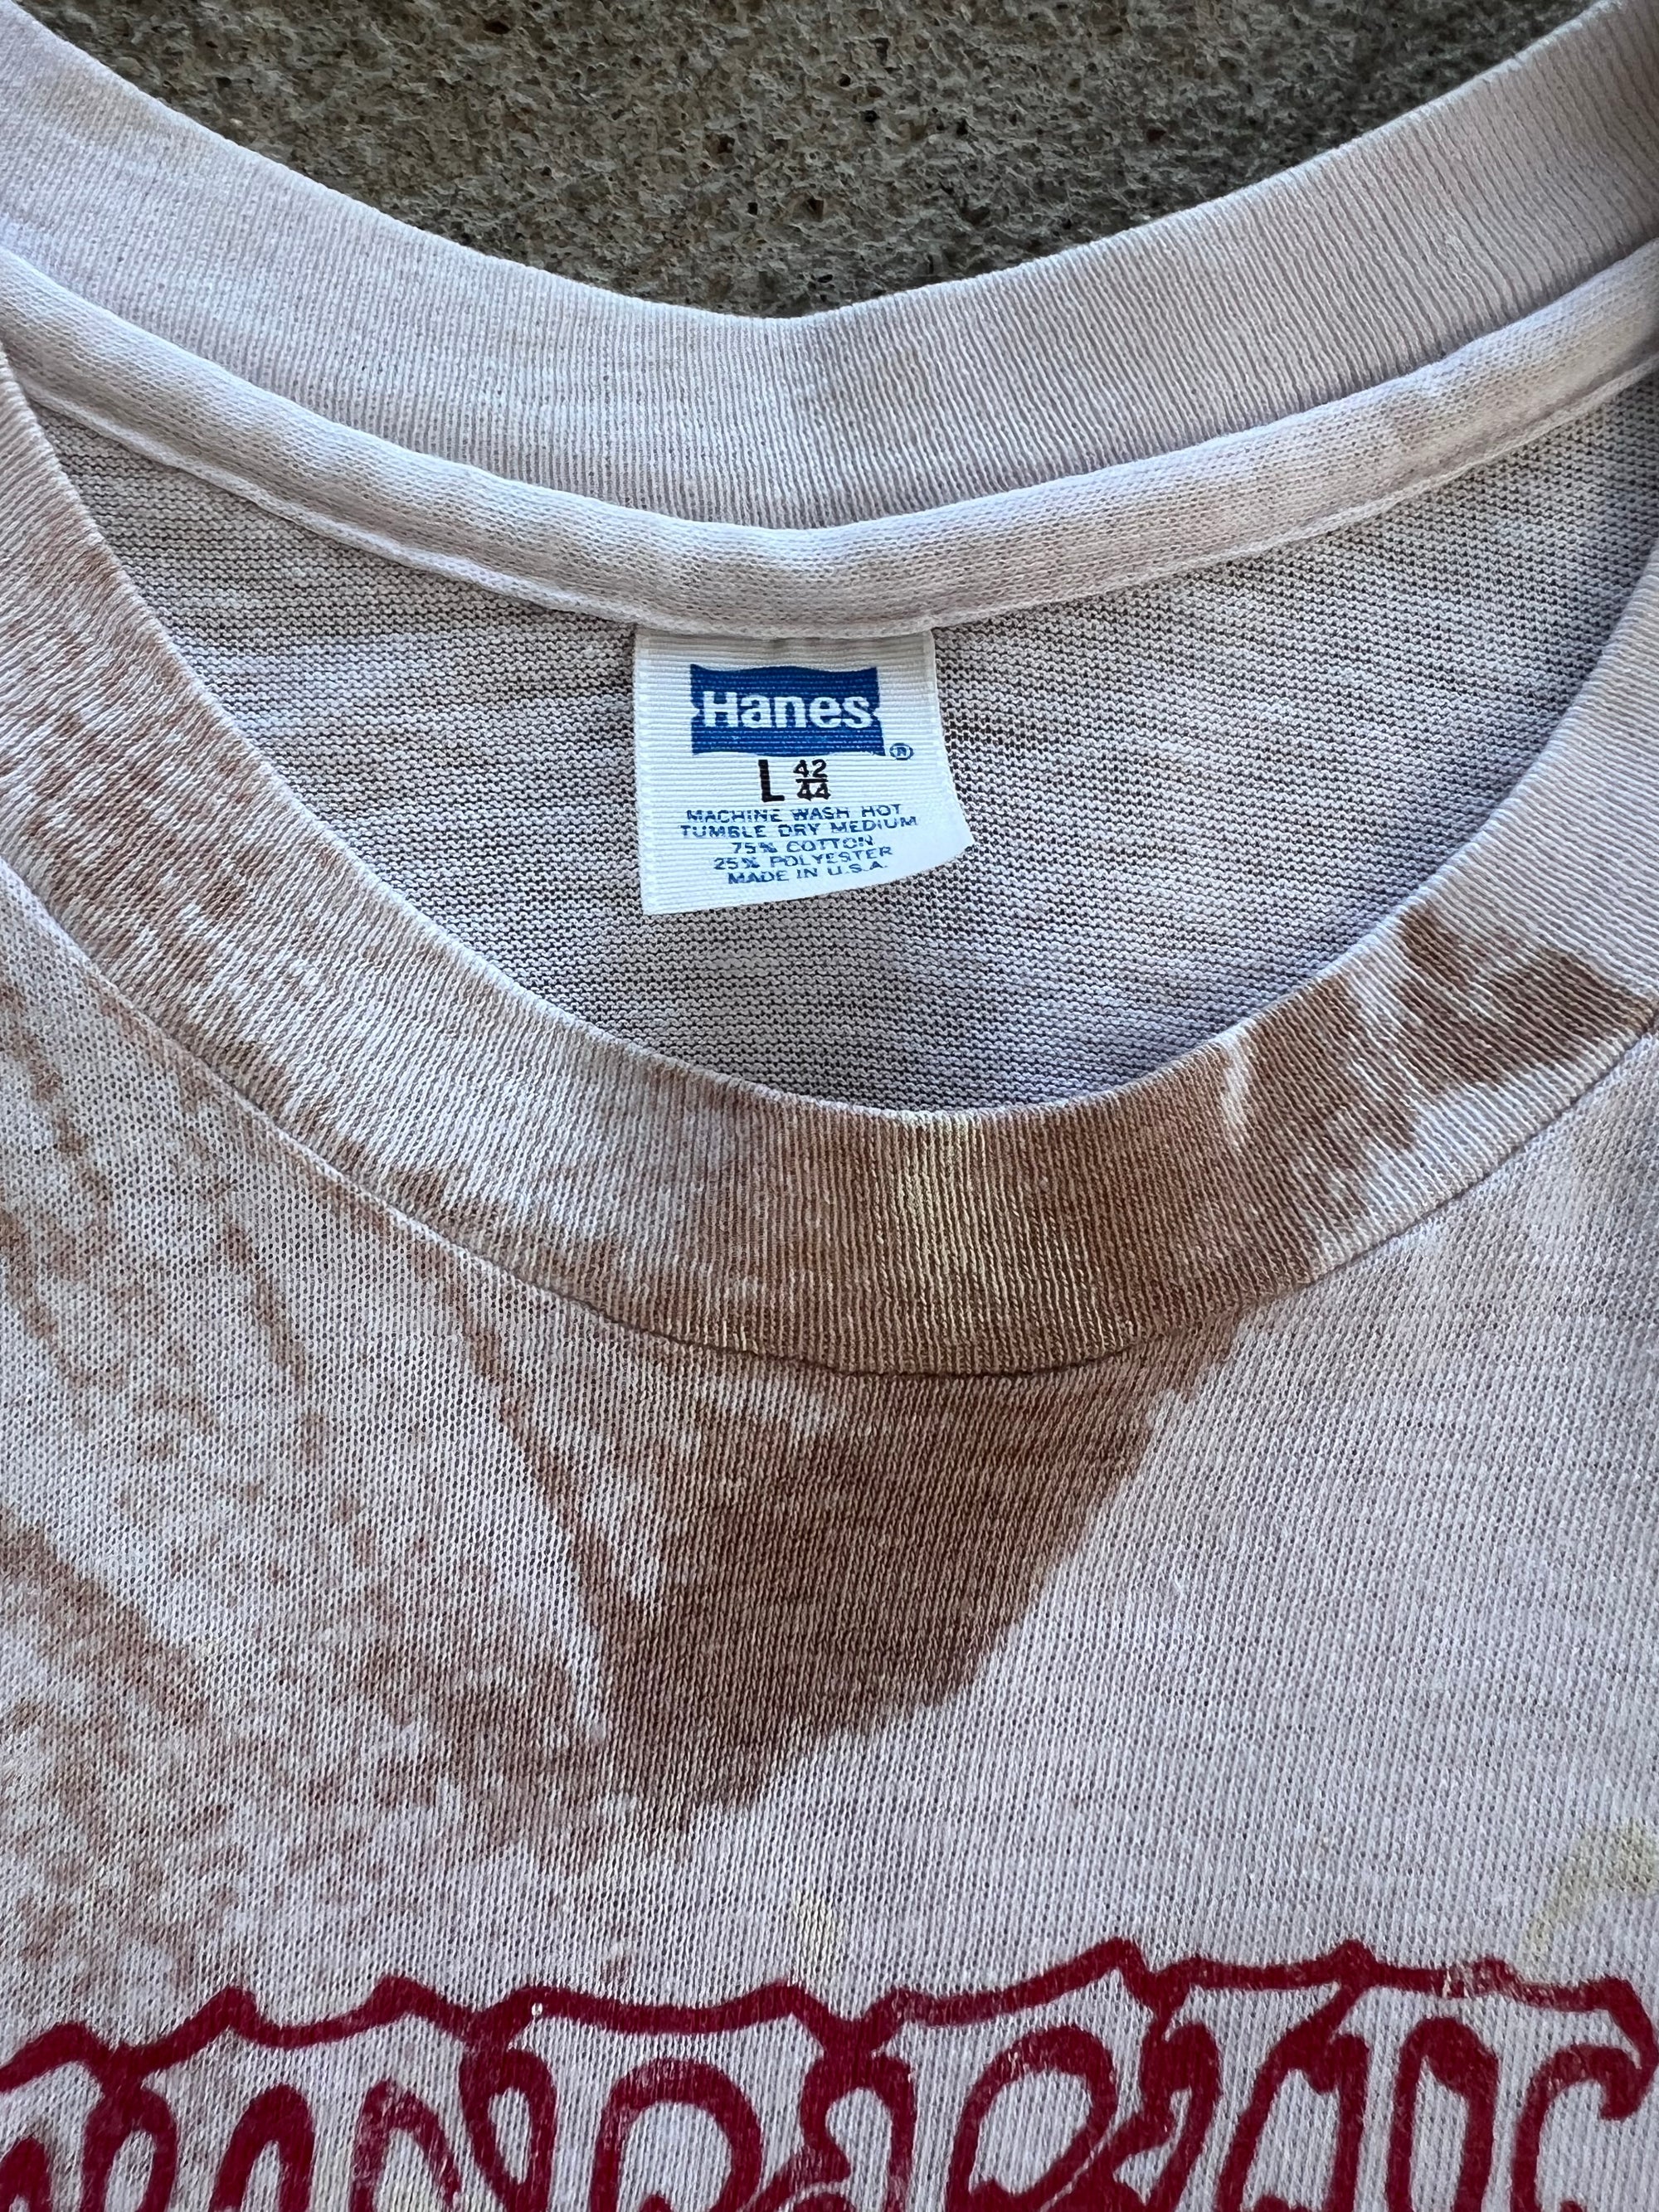 Hanes®
L 42/44
MACHINE WASH HOT
TUMBLE DRY MEDIUM
75% COTTON
25% POLYESTER
MADE IN U.S.A.